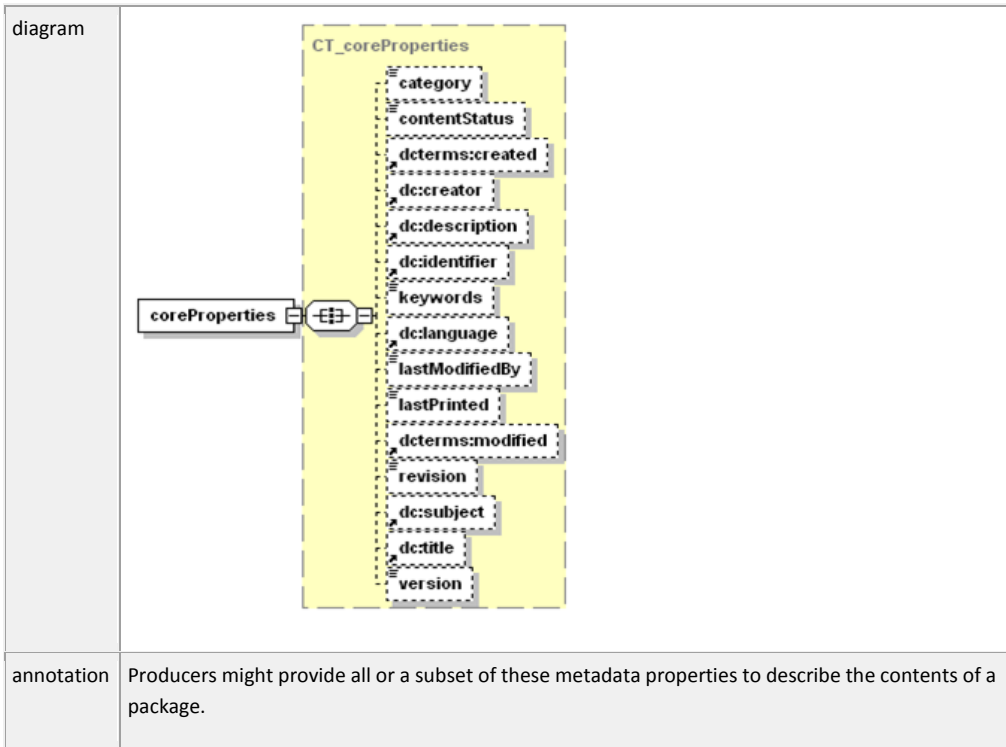 diagram
CT_coreProperties
category
contentStatus
dcterms:created
dc:creator
dc:description
dc:identifier
keywords
coreProperties
dc:language
lastModifiedBy
lastPrinted
dcterms:modified
revision
dc:subject
dc:title
version
annotation
Producers might provide all or a subset of these metadata properties to describe the contents of a
package.